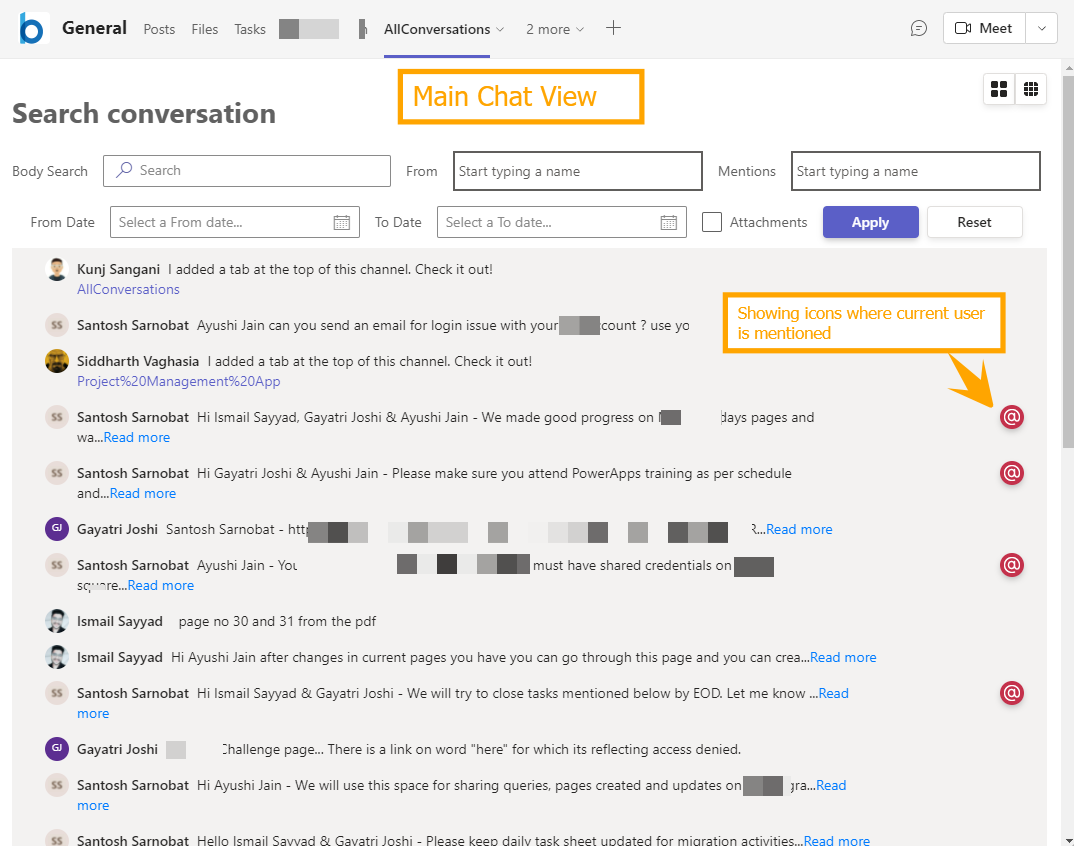 General Posts Files Tasks AllConversations 2 more Meet
Main Chat View
Search conversation
Body Search Search From Start typing a name Mentions Start typing a name
From Date Select a From date... To Date Select a To date... Attachments Apply Reset
Kunj Sangani I added a tab at the top of this channel. Check it out!
AllConversations
Showing icons where current user
is mentioned
Santosh Sarnobat Ayushi Jain can you send an email for login issue with your count ? use yo
SS
Siddharth Vaghasia I added a tab at the top of this channel. Check it out!
Project%20Management%20App
SS Santosh Sarnobat Hi Ismail Sayyad, Gayatri Joshi & Ayushi Jain - We made good progress on days pages and @
wa...Read more
SS Santosh Sarnobat Hi Gayatri Joshi & Ayushi Jain - Please make sure you attend PowerApps training as per schedule @
and...Read more
GJ Gayatri Joshi Santosh Sarnobat - http R...Read more
SS Santosh Sarnobat Ayushi Jain - You must have shared credentials on @
square...Read more
Ismail Sayyad page no 30 and 31 from the pdf
Ismail Sayyad Hi Ayushi Jain after changes in current pages you have you can go through this page and you can crea...Read more
SS Santosh Sarnobat Hi Ismail Sayyad & Gayatri Joshi - We will try to close tasks mentioned below by EOD. Let me know ...Read @
more
GJ Gayatri Joshi Challenge page... There is a link on word "here" for which its reflecting access denied.
SS Santosh Sarnobat Hi Ayushi Jain - We will use this space for sharing queries, pages created and updates on gra...Read
more
SS Santosh Sarnobat Hello Ismail Sayyad & Gayatri Joshi - Please keep daily task sheet updated for migration activities...Read more